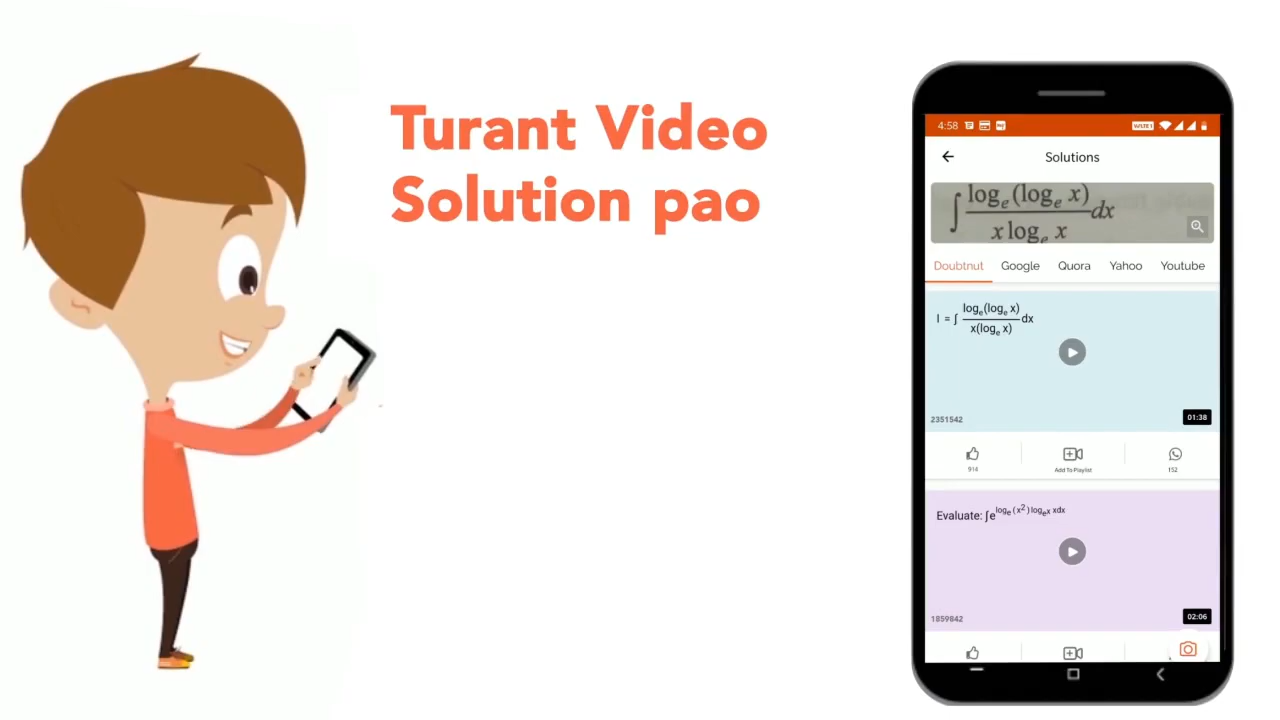 Turant Video
Solution pao
4:58
VoLTE1
Solutions
∫ logₑ(logₑ x) / x logₑ x dx
Doubtnut Google Quora Yahoo Youtube
I = ∫ logₑ(logₑ x) / x(logₑ x) dx
2351542 01:38
914 Add To Playlist 152
Evaluate: ∫e^logₑ(x²)logₑx xdx
1859842 02:06